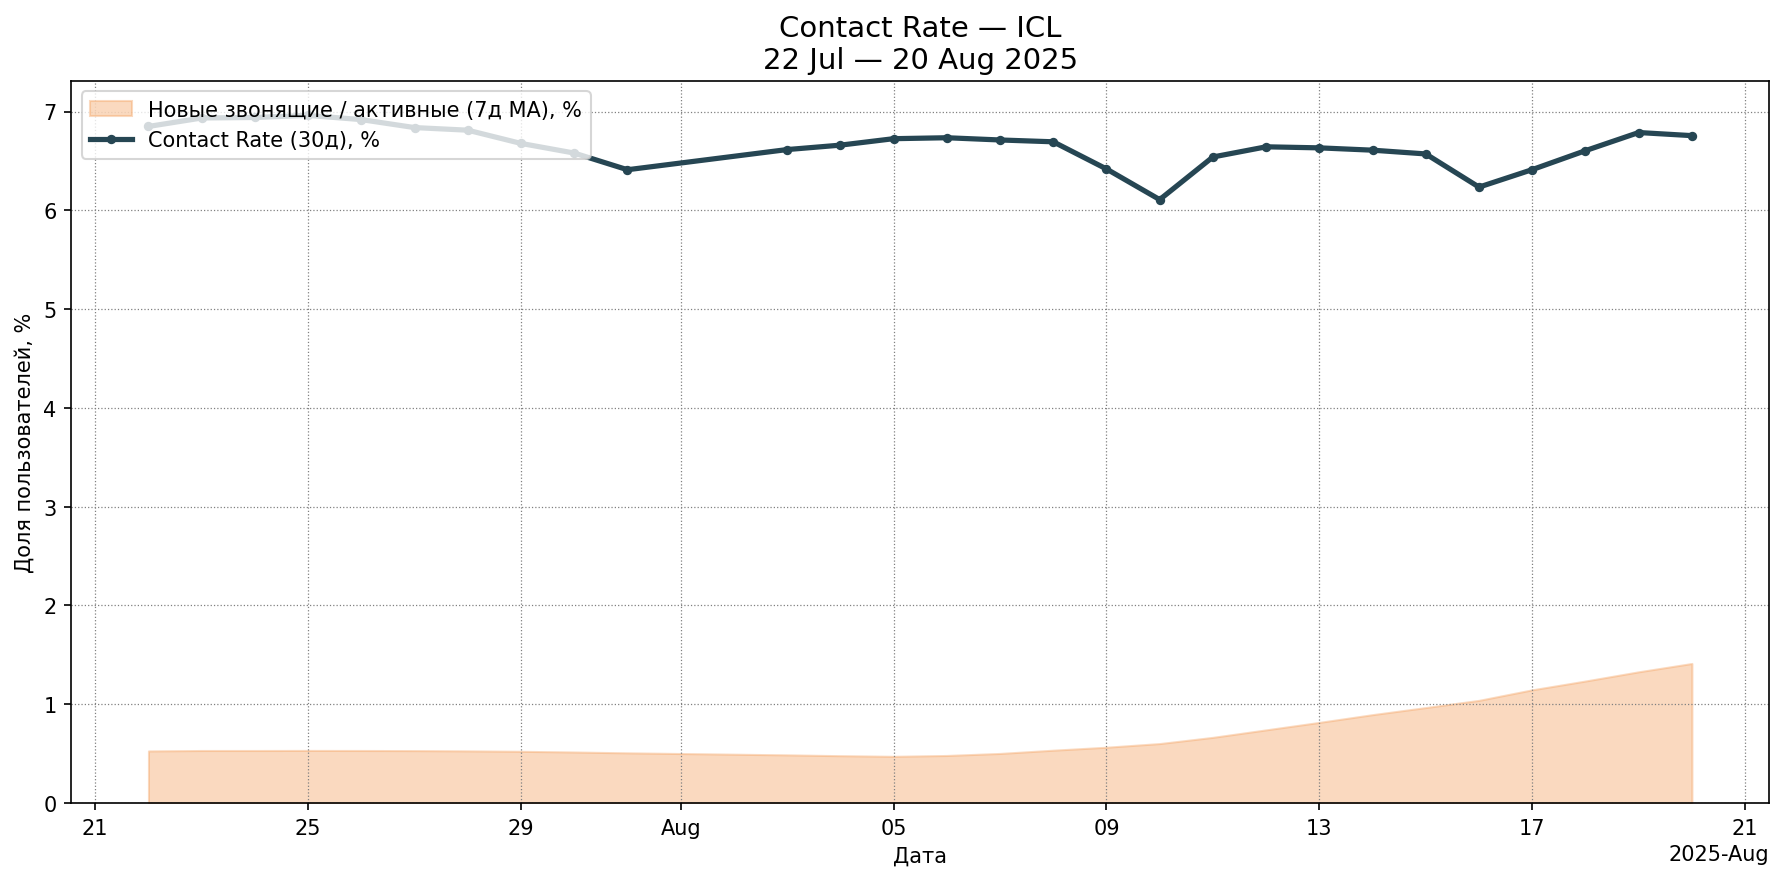 Contact Rate — ICL
22 Jul — 20 Aug 2025
Новые звонящие / активные (7д MA), %
Contact Rate (30д), %
Доля пользователей, %
7
6
5
4
3
2
1
0
21 25 29 Aug 05 09 13 17 21
Дата
2025-Aug